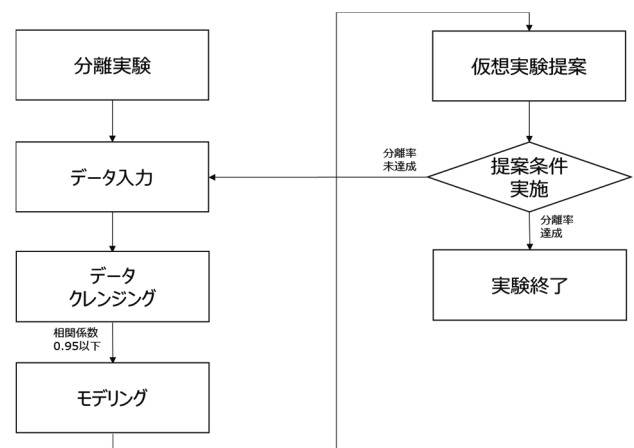 分離実験
データ入力
データ
クレンジング
相関係数
0.95以下
モデリング
仮想実験提案
分離率
未達成
提案条件
実施
分離率
達成
実験終了